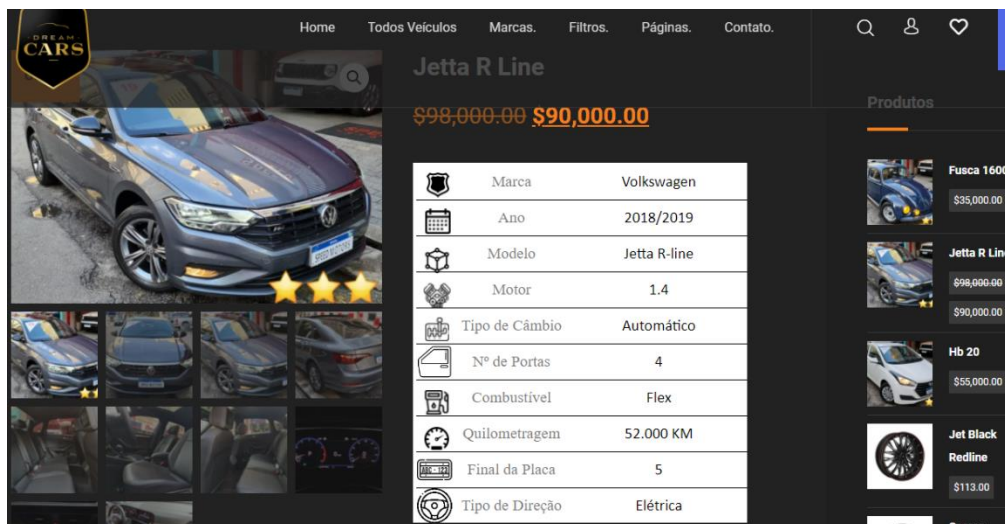 DREAM
CARS
Home
Todos Veículos
Marcas.
Filtros.
Páginas.
Contato.
Jetta R Line
$98,000.00 $90,000.00
Marca Volkswagen
Ano 2018/2019
Modelo Jetta R-line
Motor 1.4
Tipo de Câmbio Automático
Nº de Portas 4
Combustível Flex
Quilometragem 52.000 KM
ABC - 123
Final da Placa 5
Tipo de Direção Elétrica
Produtos
Fusca 1600
$35,000.00
Jetta R Lin
$98,000.00
$90,000.00
Hb 20
$55,000.00
Jet Black
Redline
$113.00